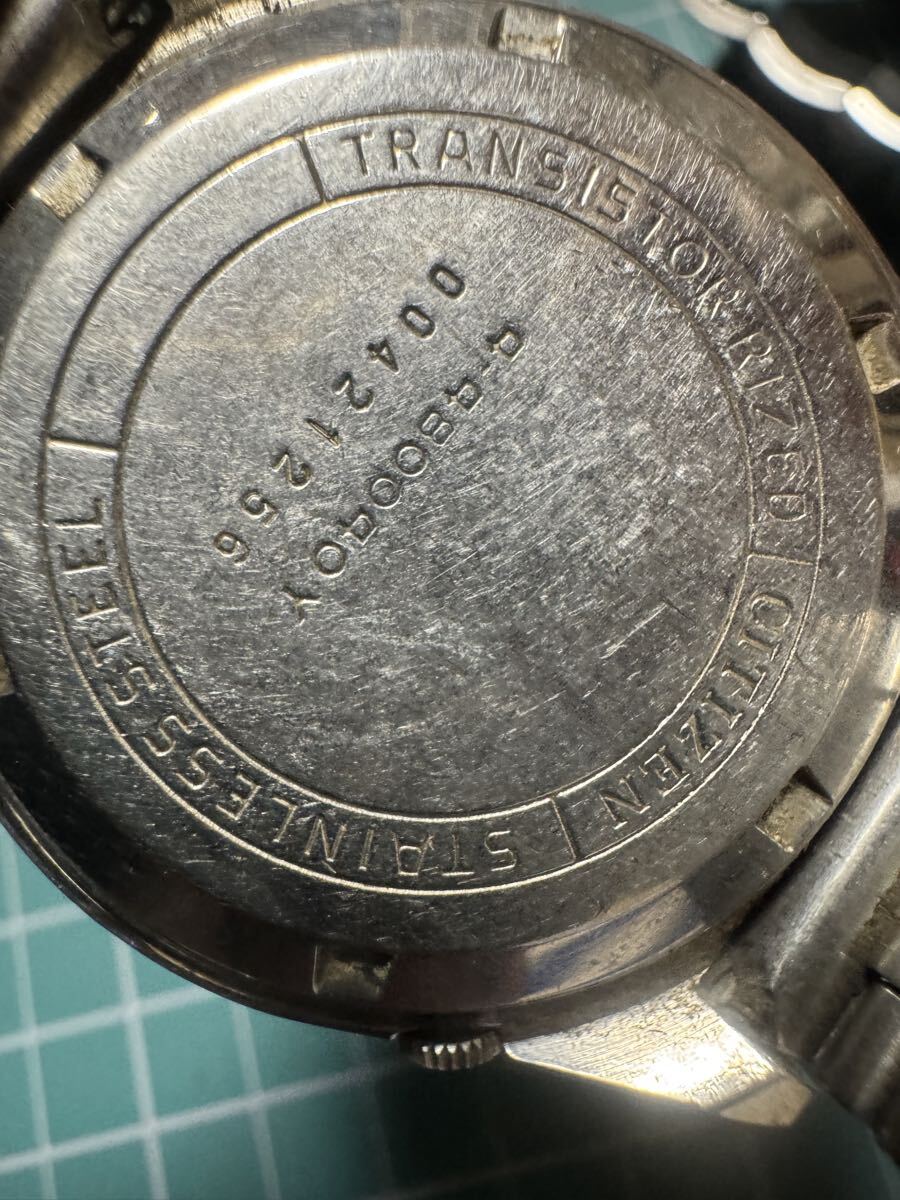 TRANSISTORIZED
CITIZEN
STAINLESS STEEL
4-480040Y
00421256